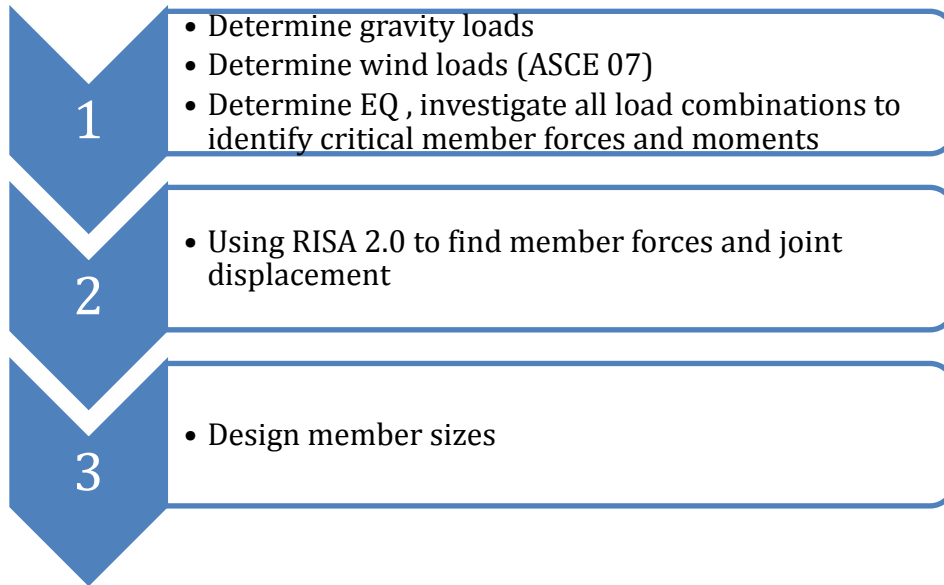 1
• Determine gravity loads
• Determine wind loads (ASCE 07)
• Determine EQ , investigate all load combinations to
identify critical member forces and moments
2
• Using RISA 2.0 to find member forces and joint
displacement
3
• Design member sizes